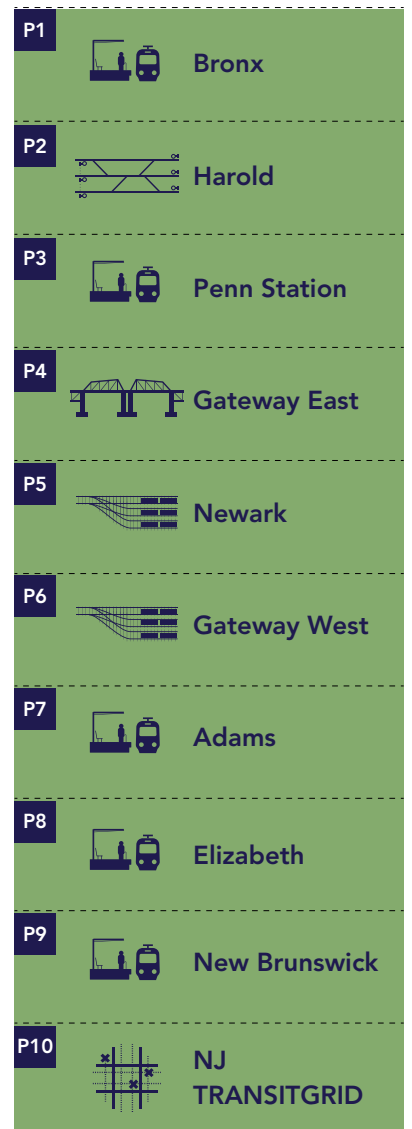 P1
Bronx
P2
Harold
P3
Penn Station
P4
Gateway East
P5
Newark
P6
Gateway West
P7
Adams
P8
Elizabeth
P9
New Brunswick
P10
NJ
TRANSITGRID